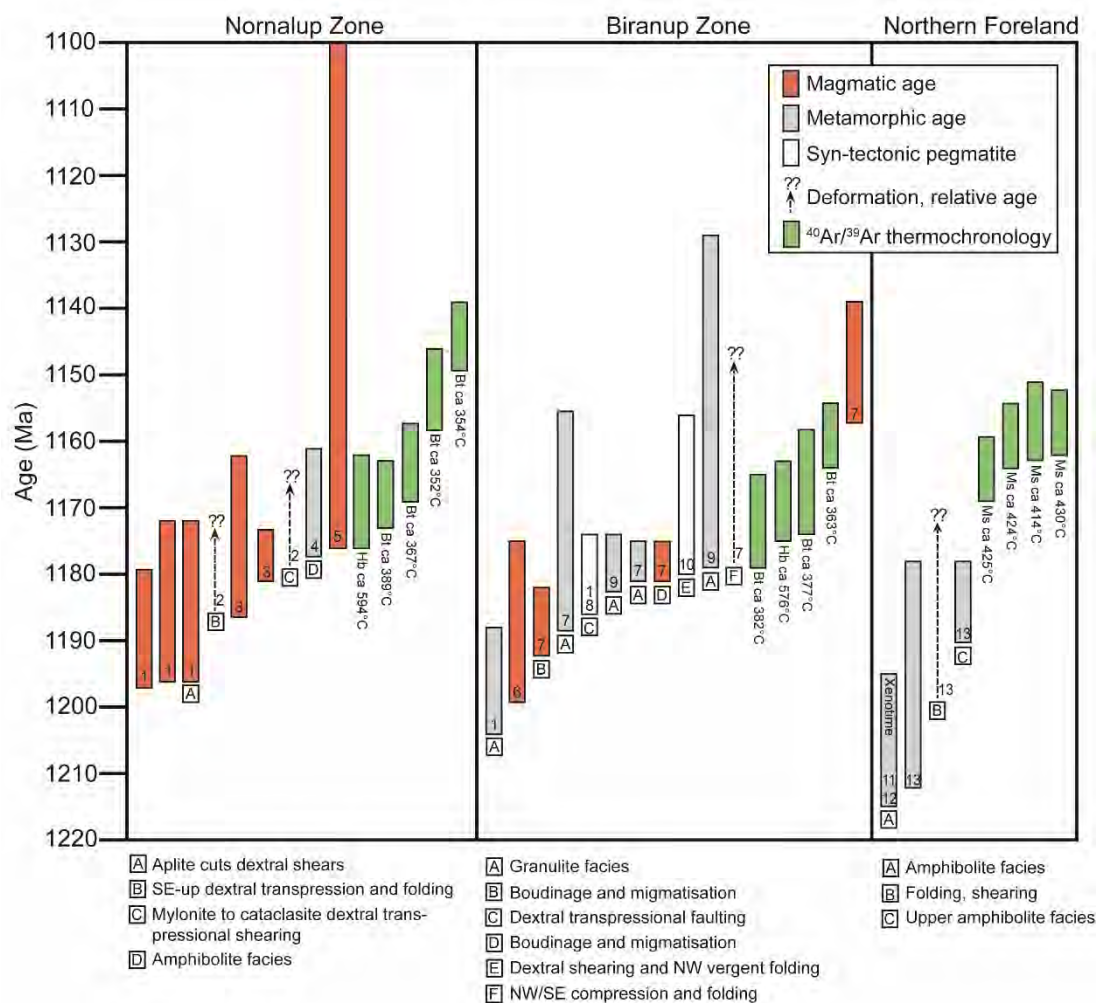 Nornalup Zone
Biranup Zone
Northern Foreland
Age (Ma)
1100
1110
1120
1130
1140
1150
1160
1170
1180
1190
1200
1210
1220
Magmatic age
Metamorphic age
Syn-tectonic pegmatite
?? Deformation, relative age
⁴⁰Ar/³⁹Ar thermochronology
1
1
1
A
??
2
B
3
3
??
2
C
4
D
5
Hb ca 594°C
Bt ca 389°C
Bt ca 367°C
Bt ca 352°C
Bt ca 354°C
1
A
6
7
B
7
A
1
8
C
9
A
7
A
7
D
10
E
9
A
??
7
F
Bt ca 382°C
Hb ca 576°C
Bt ca 377°C
Bt ca 363°C
7
Xenotime
11
12
A
13
??
13
B
13
C
Ms ca 425°C
Ms ca 424°C
Ms ca 414°C
Ms ca 430°C
A Aplite cuts dextral shears
B SE-up dextral transpression and folding
C Mylonite to cataclasite dextral trans-
pressional shearing
D Amphibolite facies
A Granulite facies
B Boudinage and migmatisation
C Dextral transpressional faulting
D Boudinage and migmatisation
E Dextral shearing and NW vergent folding
F NW/SE compression and folding
A Amphibolite facies
B Folding, shearing
C Upper amphibolite facies